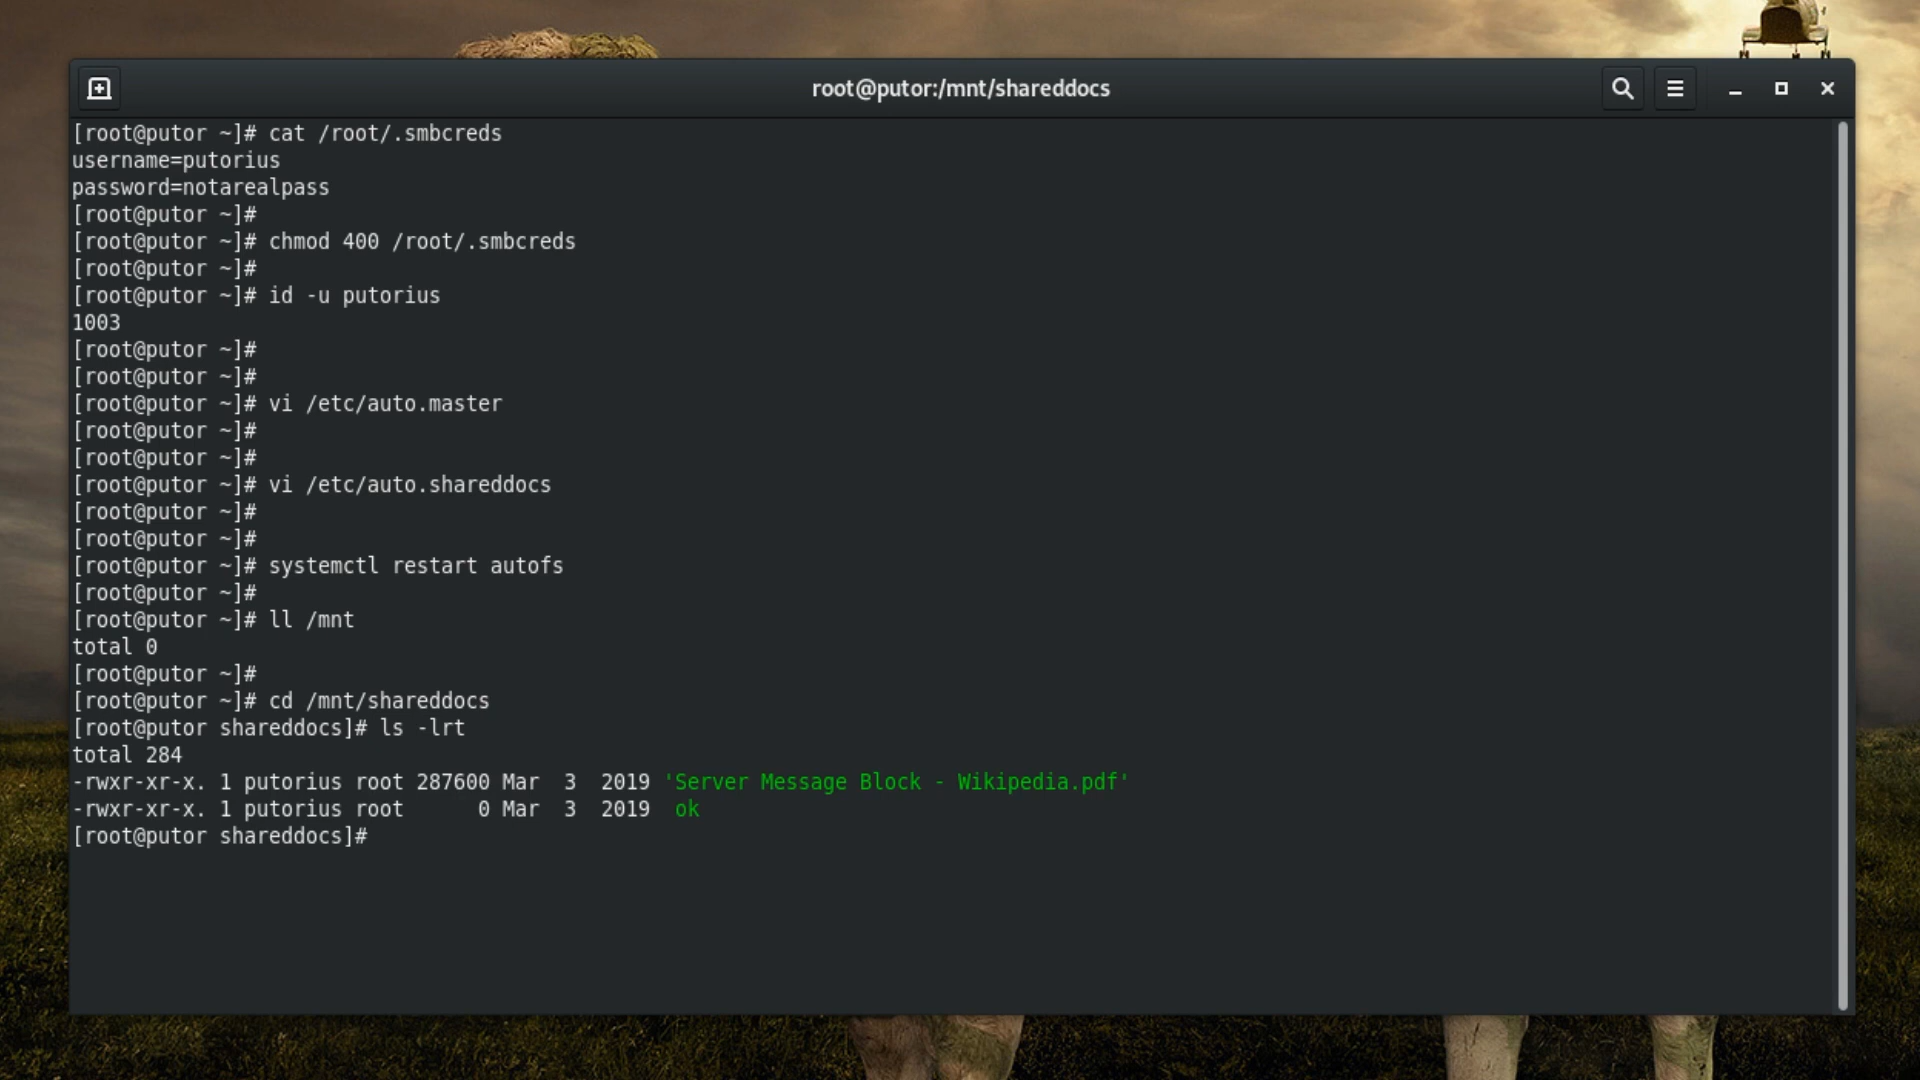 root@putor:/mnt/shareddocs
[root@putor ~]# cat /root/.smbcreds
username=putorius
password=notarealpass
[root@putor ~]#
[root@putor ~]# chmod 400 /root/.smbcreds
[root@putor ~]#
[root@putor ~]# id -u putorius
1003
[root@putor ~]#
[root@putor ~]#
[root@putor ~]# vi /etc/auto.master
[root@putor ~]#
[root@putor ~]#
[root@putor ~]# vi /etc/auto.shareddocs
[root@putor ~]#
[root@putor ~]#
[root@putor ~]# systemctl restart autofs
[root@putor ~]#
[root@putor ~]# ll /mnt
total 0
[root@putor ~]#
[root@putor ~]# cd /mnt/shareddocs
[root@putor shareddocs]# ls -lrt
total 284
-rwxr-xr-x. 1 putorius root 287600 Mar  3  2019 'Server Message Block - Wikipedia.pdf'
-rwxr-xr-x. 1 putorius root      0 Mar  3  2019  ok
[root@putor shareddocs]#